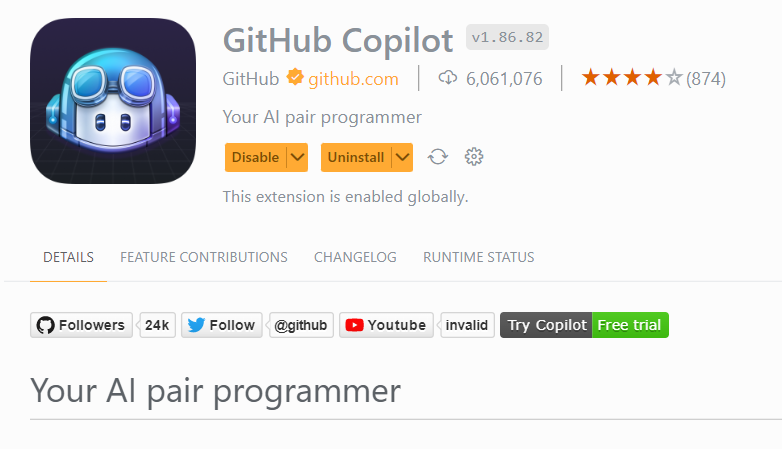 GitHub Copilot v1.86.82
GitHub github.com 6,061,076 (874)
Your AI pair programmer
Disable Uninstall
This extension is enabled globally.
DETAILS FEATURE CONTRIBUTIONS CHANGELOG RUNTIME STATUS
Followers 24k Follow @github Youtube invalid Try Copilot Free trial
Your AI pair programmer